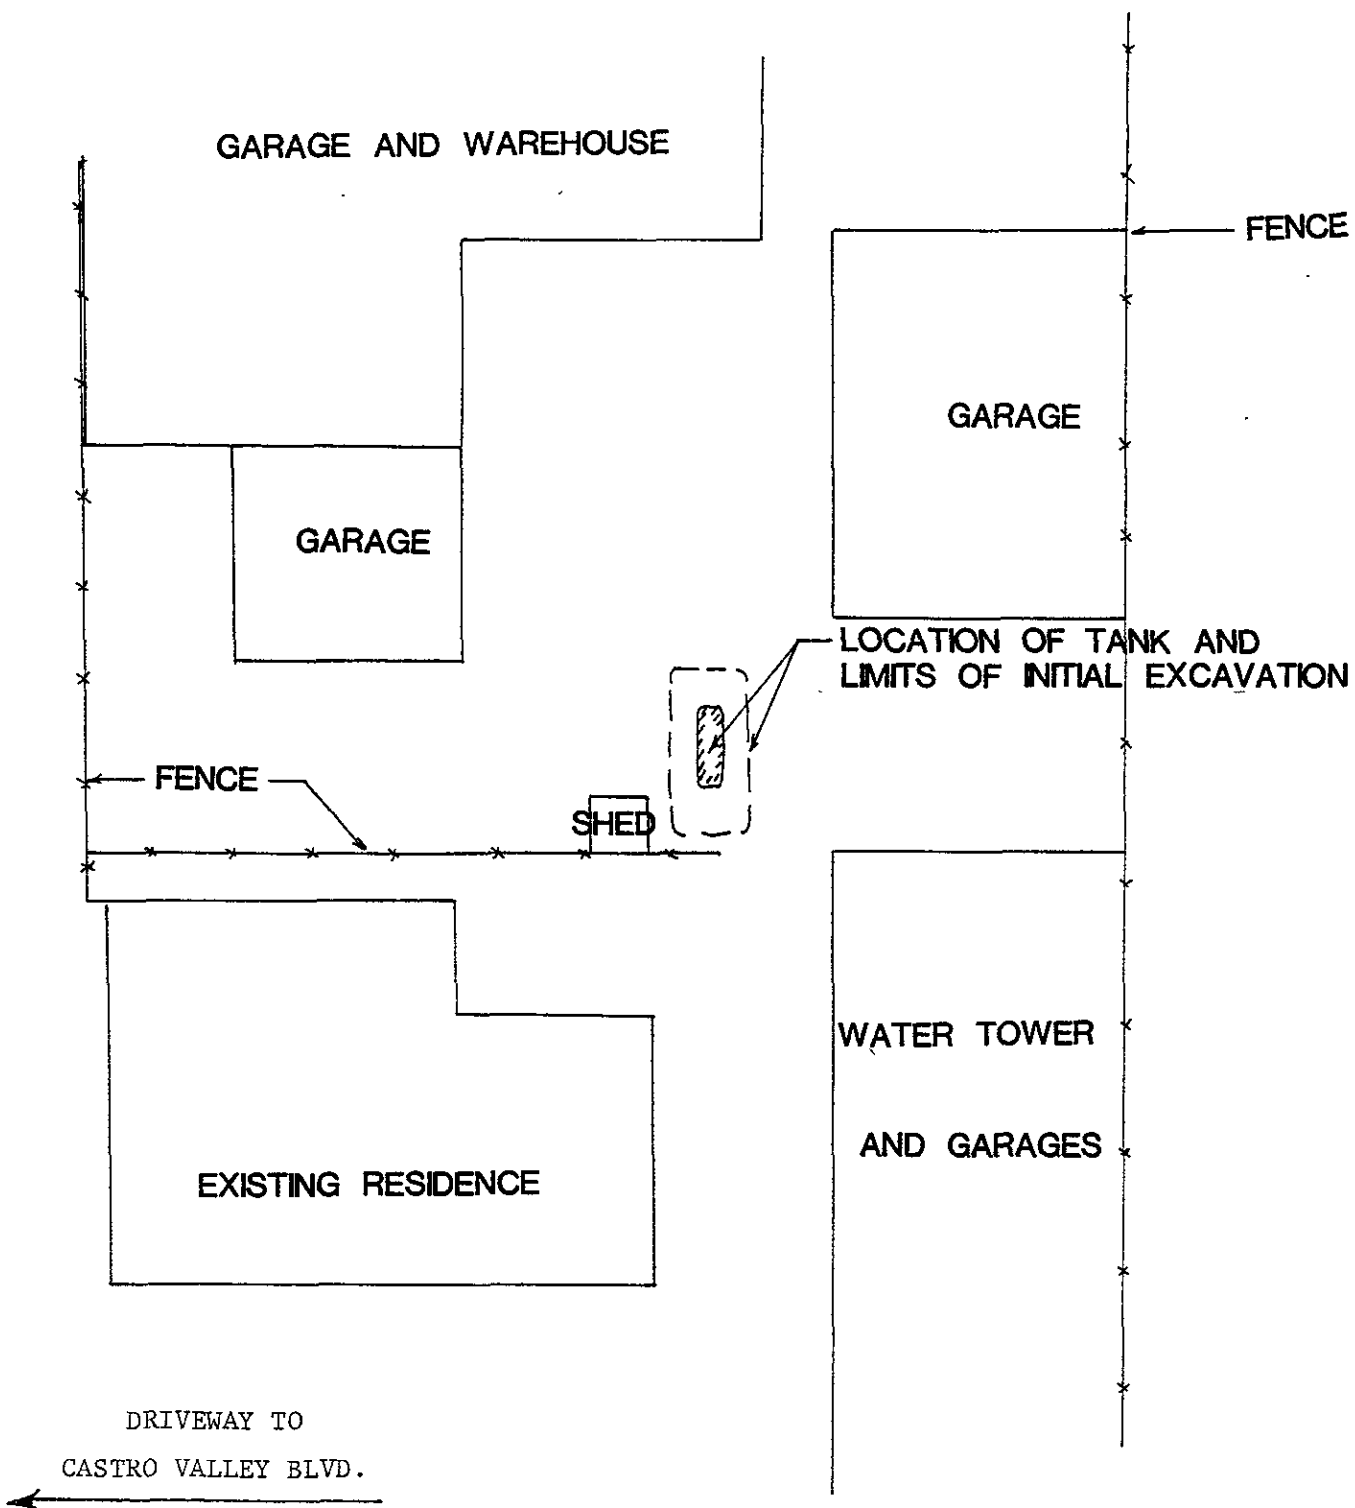 GARAGE AND WAREHOUSE
FENCE
GARAGE
GARAGE
LOCATION OF TANK AND
LIMITS OF INITIAL EXCAVATION
FENCE
SHED
WATER TOWER
AND GARAGES
EXISTING RESIDENCE
DRIVEWAY TO
CASTRO VALLEY BLVD.